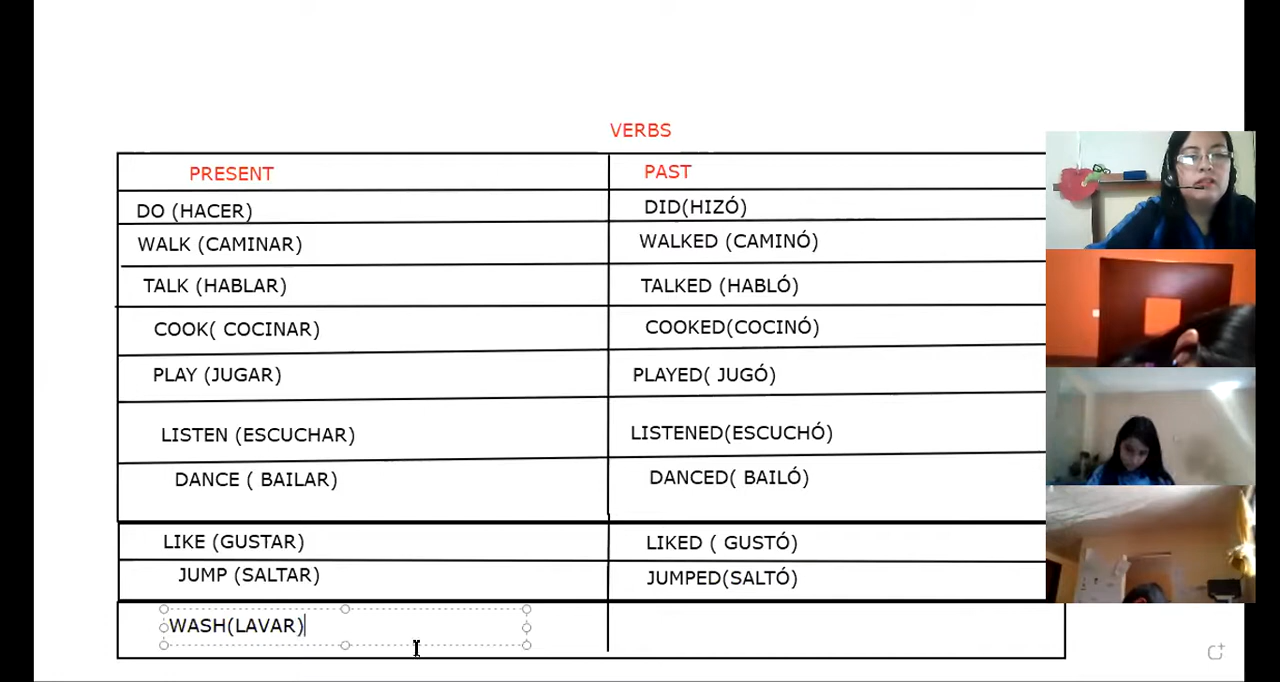 VERBS
PRESENT PAST
DO (HACER) DID(HIZÓ)
WALK (CAMINAR) WALKED (CAMINÓ)
TALK (HABLAR) TALKED (HABLÓ)
COOK( COCINAR) COOKED(COCINÓ)
PLAY (JUGAR) PLAYED( JUGÓ)
LISTEN (ESCUCHAR) LISTENED(ESCUCHÓ)
DANCE ( BAILAR) DANCED( BAILÓ)
LIKE (GUSTAR) LIKED ( GUSTÓ)
JUMP (SALTAR) JUMPED(SALTÓ)
WASH(LAVAR)